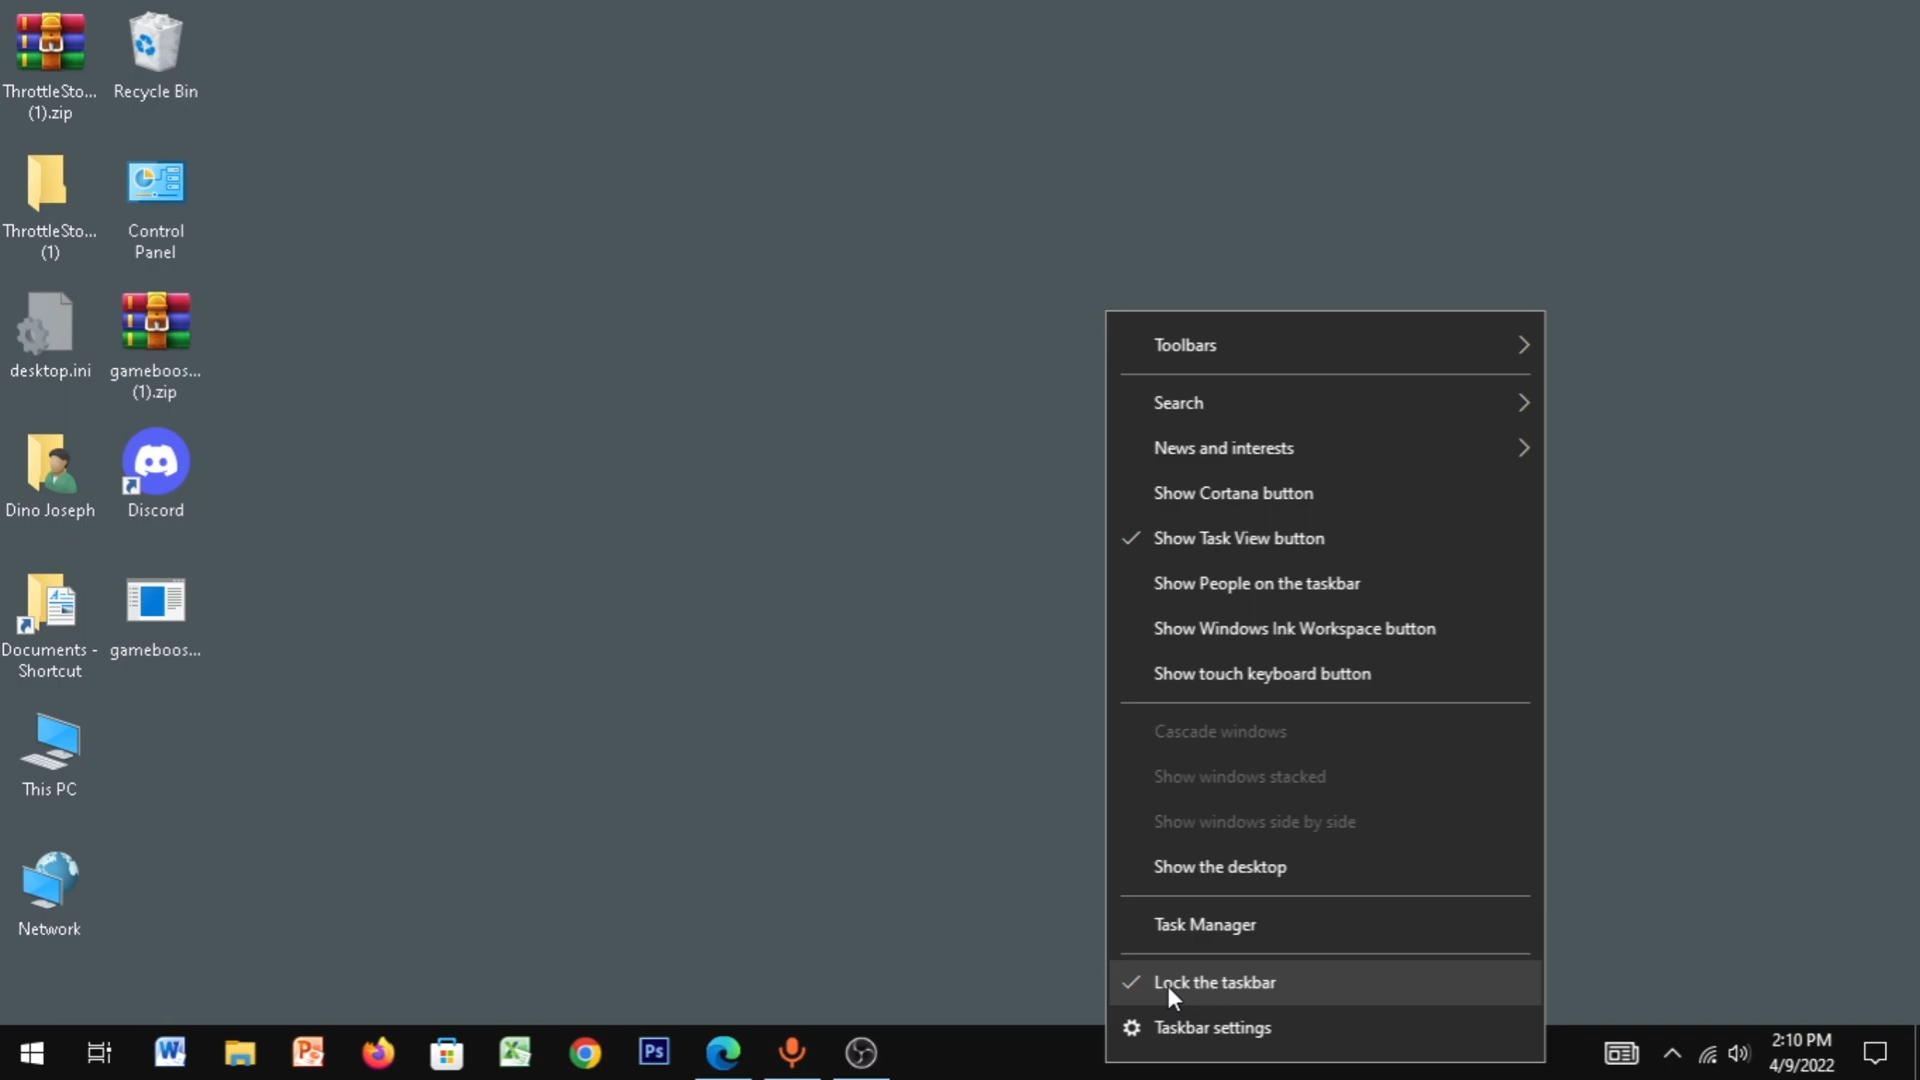 ThrottleSto...
(1).zip
Recycle Bin
ThrottleSto...
(1)
Control
Panel
desktop.ini
gameboos...
(1).zip
Dino Joseph
Discord
Documents -
Shortcut
gameboos...
This PC
Network
Toolbars
Search
News and interests
Show Cortana button
Show Task View button
Show People on the taskbar
Show Windows Ink Workspace button
Show touch keyboard button
Cascade windows
Show windows stacked
Show windows side by side
Show the desktop
Task Manager
Lock the taskbar
Taskbar settings
Ps
2:10 PM
4/9/2022